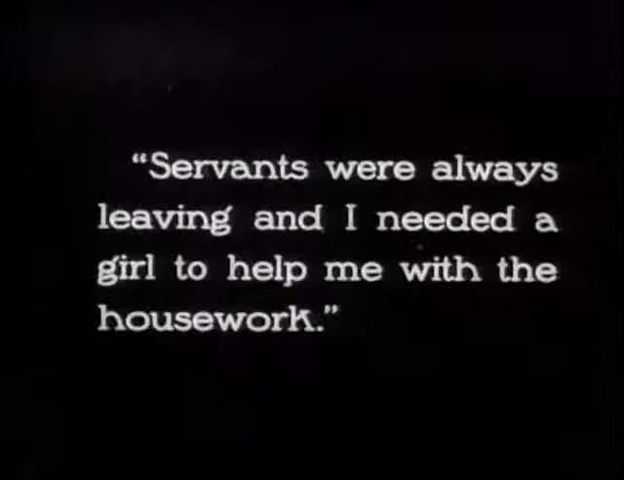 “Servants were always
leaving and I needed a
girl to help me with the
housework.”